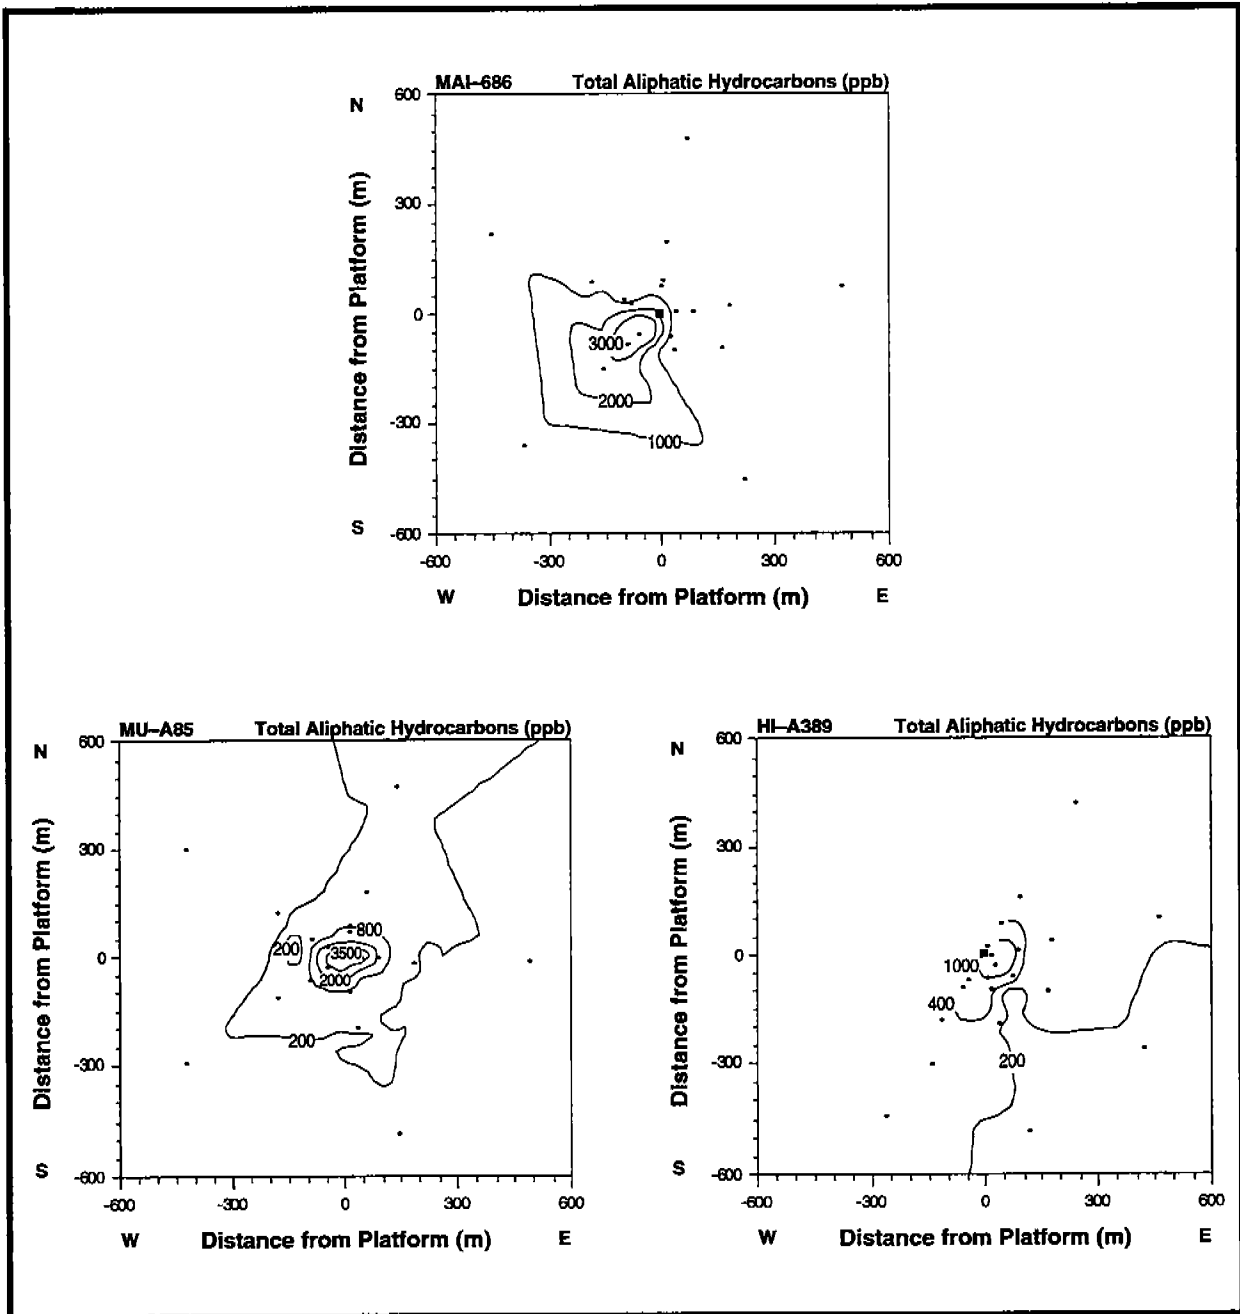 MAI-686 Total Aliphatic Hydrocarbons (ppb)
N
600
300
0
-300
-600
S
Distance from Platform (m)
3000
2000
1000
-600 -300 0 300 600
W Distance from Platform (m) E
MU-A85 Total Aliphatic Hydrocarbons (ppb)
N
600
300
0
-300
-600
S
Distance from Platform (m)
800
200
3500
2000
200
-600 -300 0 300 600
W Distance from Platform (m) E
HI-A389 Total Aliphatic Hydrocarbons (ppb)
N
600
300
0
-300
-600
S
Distance from Platform (m)
1000
400
200
-600 -300 0 300 600
W Distance from Platform (m) E